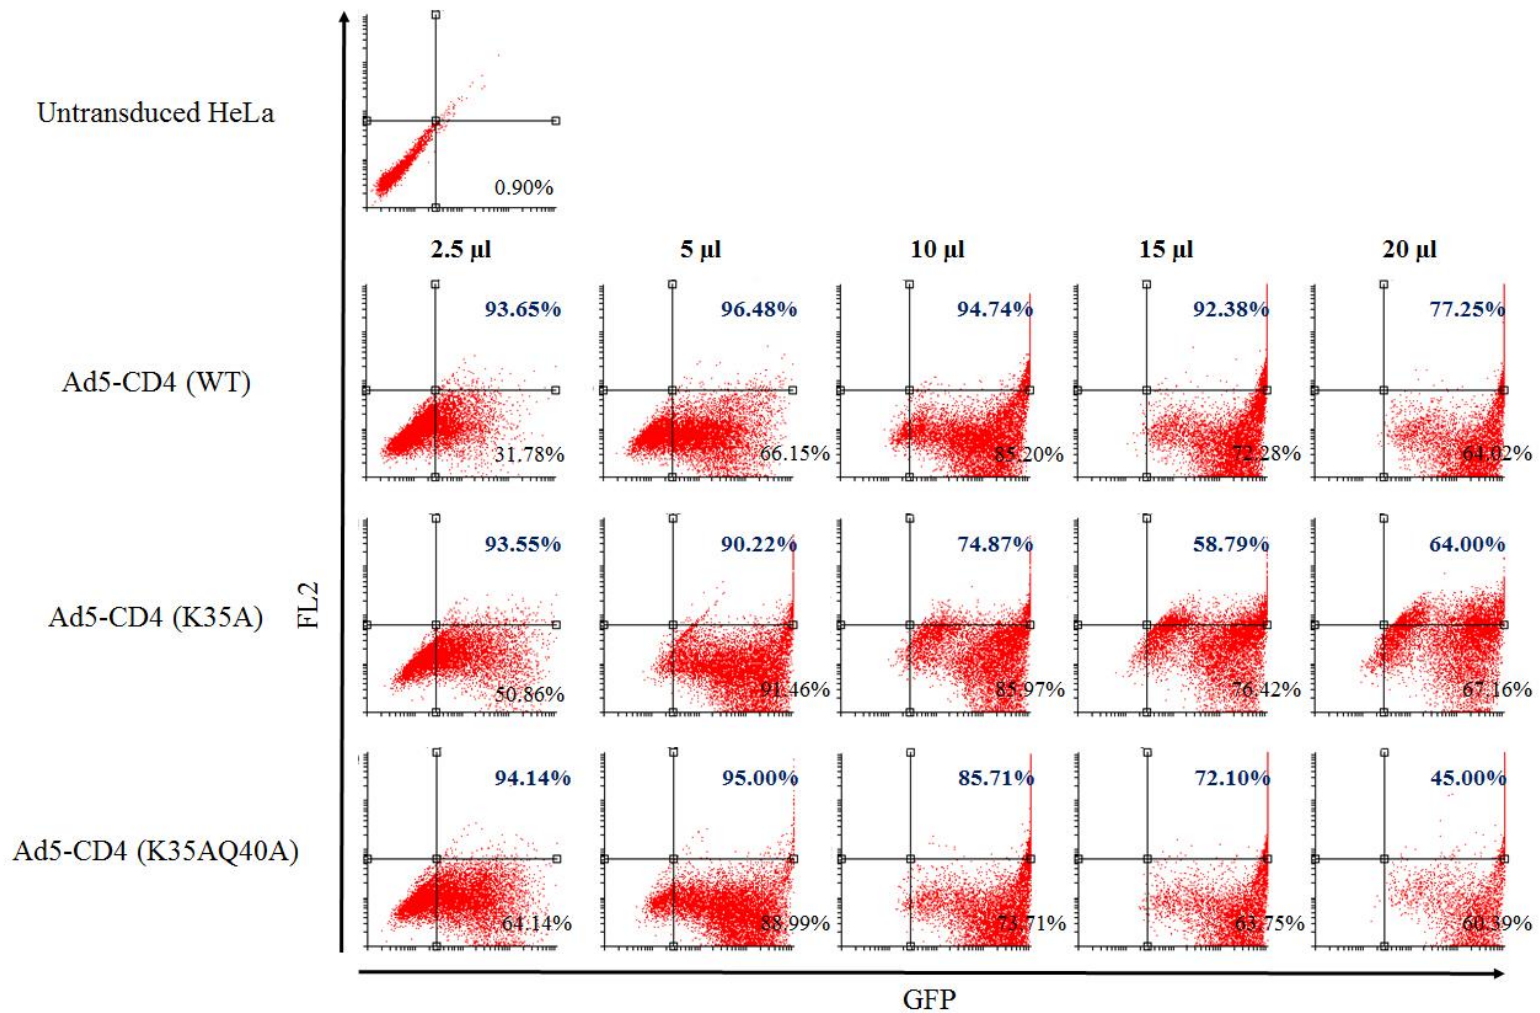 Untransduced HeLa
0.90%
2.5 µl 5 µl 10 µl 15 µl 20 µl
93.65% 96.48% 94.74% 92.38% 77.25%
Ad5-CD4 (WT)
31.78% 66.15% 85.20% 72.28% 64.02%
93.55% 90.22% 74.87% 58.79% 64.00%
FL2
Ad5-CD4 (K35A)
50.86% 91.46% 85.97% 76.42% 67.16%
94.14% 95.00% 85.71% 72.10% 45.00%
Ad5-CD4 (K35AQ40A)
64.14% 88.99% 73.71% 63.75% 60.39%
GFP